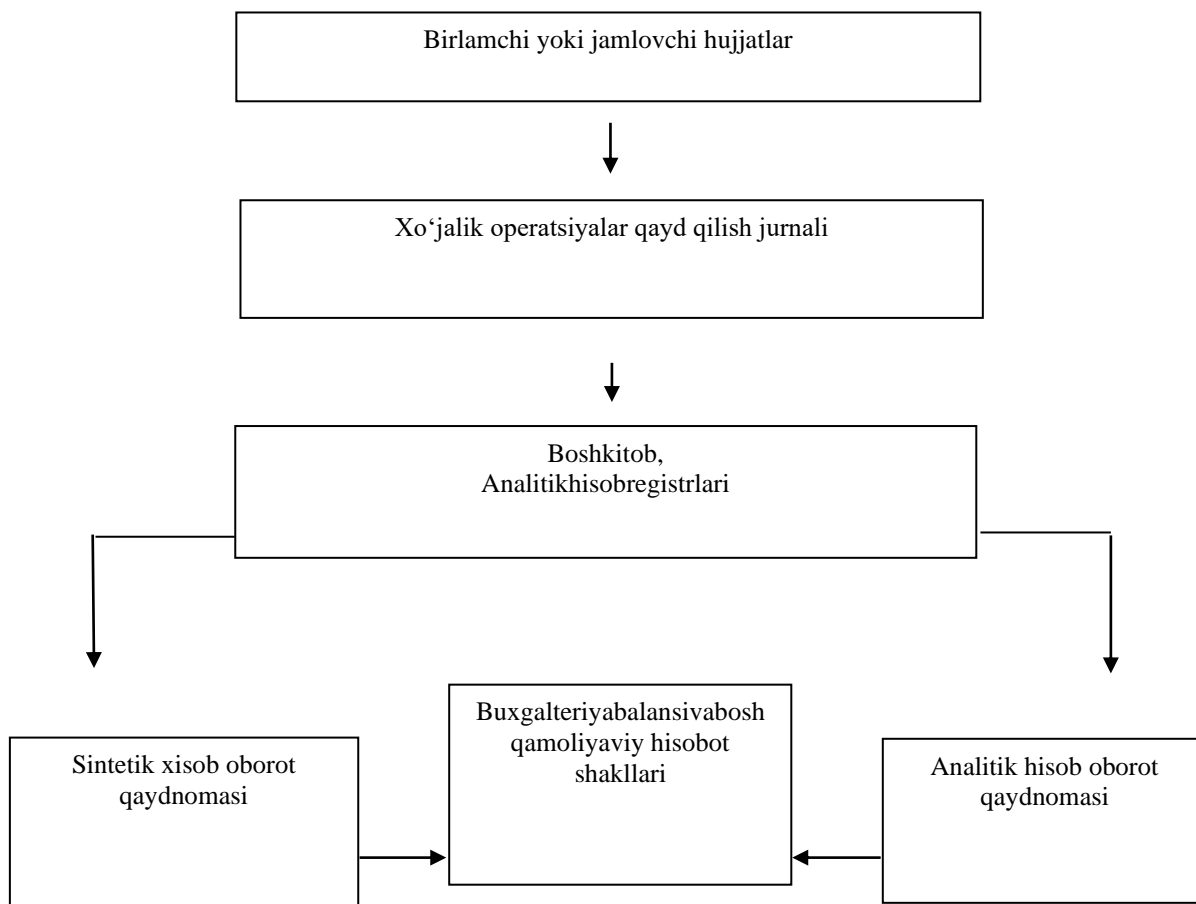 Birlamchi yoki jamlovchi hujjatlar
Xo‘jalik operatsiyalar qayd qilish jurnali
Boshkitob,
Analitikhisobregistrlari
Buxgalteriyabalansivabosh
qamoliyaviy hisobot
shakllari
Sintetik xisob oborot
qaydnomasi
Analitik hisob oborot
qaydnomasi